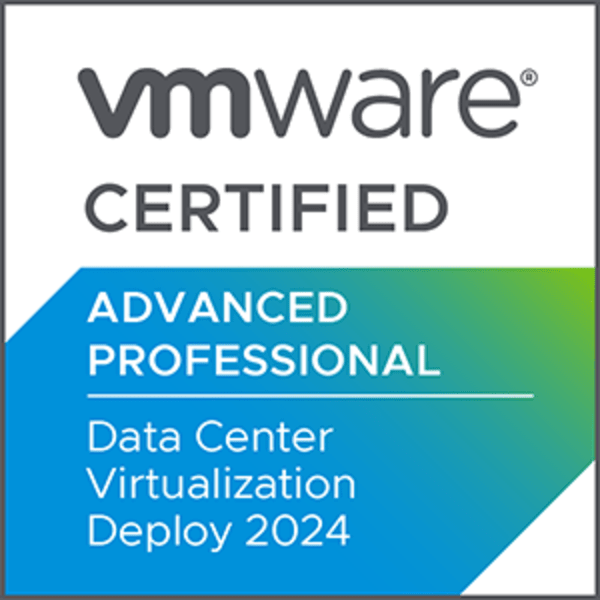 vmware®
CERTIFIED
ADVANCED
PROFESSIONAL
Data Center
Virtualization
Deploy 2024